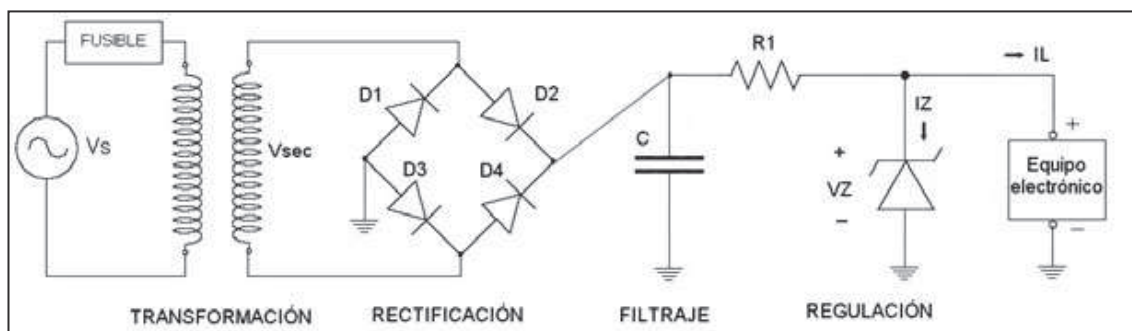 FUSIBLE
Vs
Vsec
D1
D2
D3
D4
C
R1
→ IL
IZ
+
VZ
−
+
Equipo
electrónico
−
TRANSFORMACIÓN
RECTIFICACIÓN
FILTRAJE
REGULACIÓN